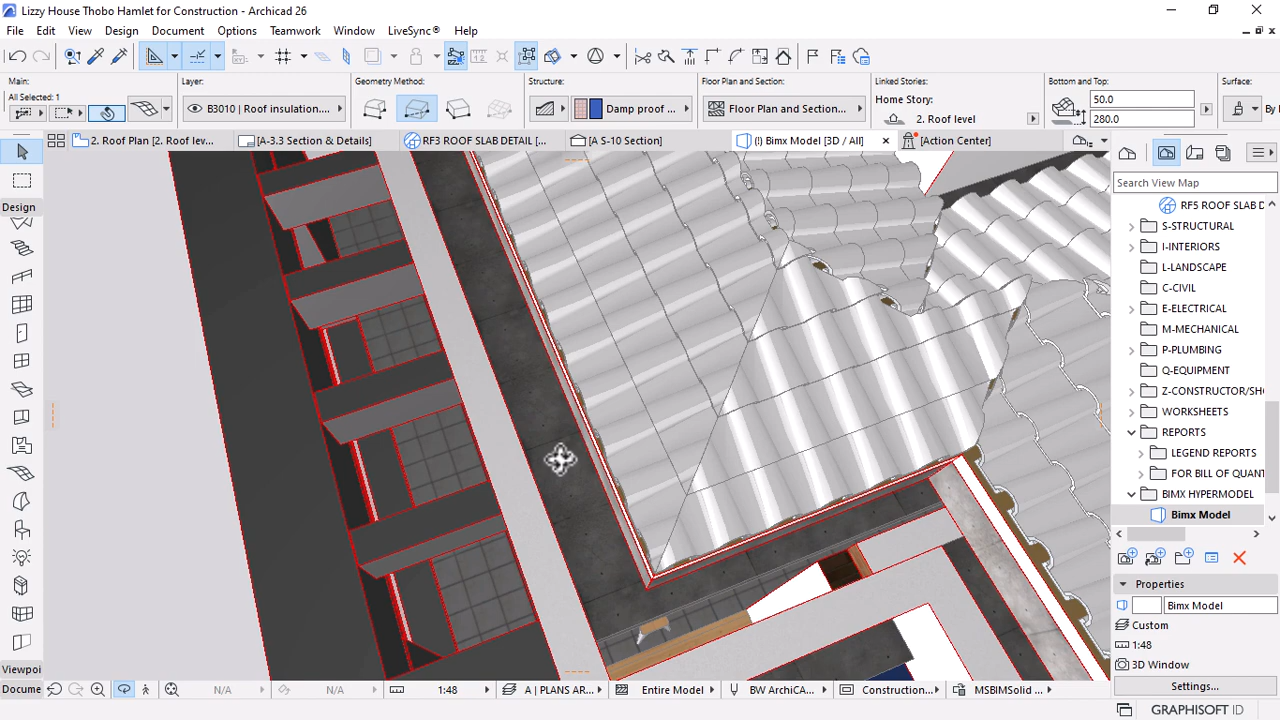 Lizzy House Thobo Hamlet for Construction - Archicad 26
File Edit View Design Document Options Teamwork Window LiveSync® Help
Main: Layer: Geometry Method: Structure: Floor Plan and Section: Linked Stories: Bottom and Top: Surface:
All Selected: 1 B3010 | Roof insulation.... Damp proof ... Floor Plan and Section... Home Story: 50.0 By
2. Roof level 280.0
2. Roof Plan [2. Roof lev... [A-3.3 Section & Details] RF3 ROOF SLAB DETAIL [... [A S-10 Section] (!) Bimx Model [3D / All] [Action Center]
Search View Map
Design
RF5 ROOF SLAB D
S-STRUCTURAL
I-INTERIORS
L-LANDSCAPE
C-CIVIL
E-ELECTRICAL
M-MECHANICAL
P-PLUMBING
Q-EQUIPMENT
Z-CONSTRUCTOR/SH
WORKSHEETS
REPORTS
LEGEND REPORTS
FOR BILL OF QUAN
BIMX HYPERMODEL
Bimx Model
Properties
Bimx Model
Custom
1:48
3D Window
Settings...
Viewpoi
Docume N/A N/A 1:48 A | PLANS AR... Entire Model BW ArchiCA... Construction... MSBIMSolid ...
GRAPHISOFT ID